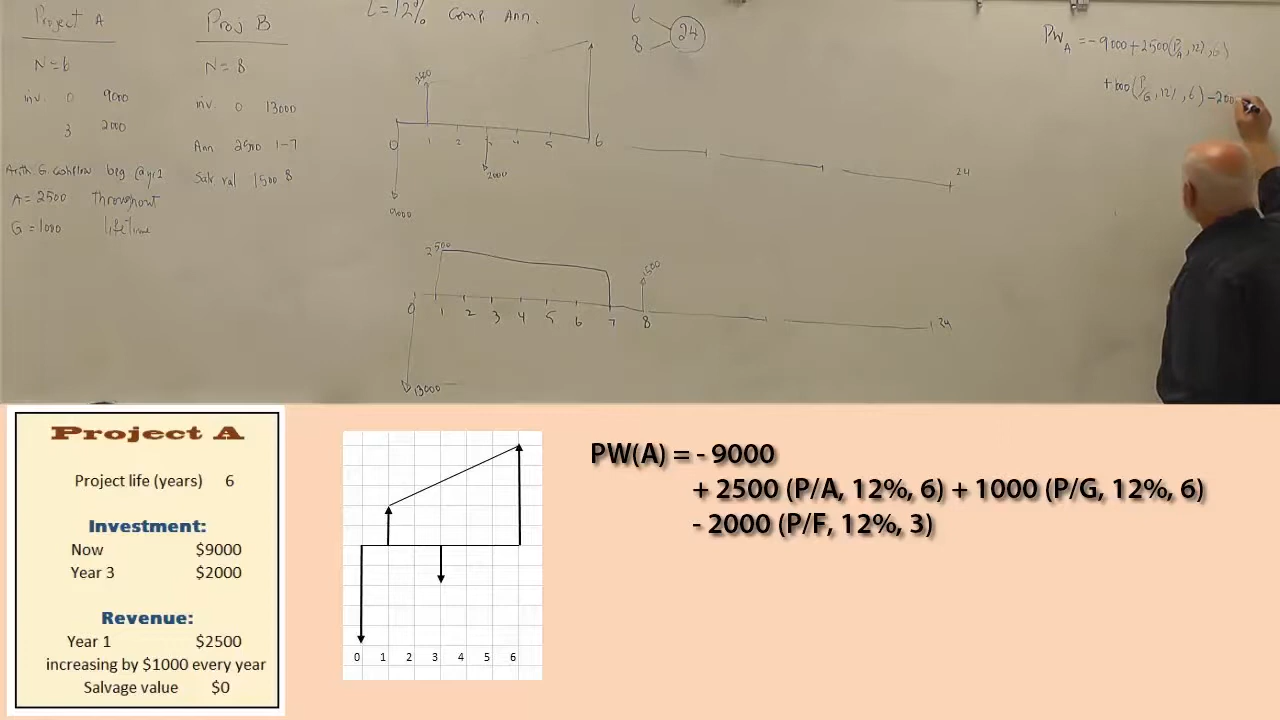 Project A
N=6
inv. 0 9000
3 2000
Arith G. cashflow beg @yr1
A = 2500 Throughout
G = 1000 lifetime
Proj B
N = 8
inv. 0 13000
Ann 2500 1-7
Salv val 1500 8
i = 12% Comp. Ann.
6
8
24
2500
0 1 2 3 4 5 6
2000
9000
24
2500
1500
0 1 2 3 4 5 6 7 8
24
13000
PW_A = -9000 + 2500 (P/A, 12%, 6)
(P/G, 12%, 6) - 2000
Project A
Project life (years) 6
Investment:
Now $9000
Year 3 $2000
Revenue:
Year 1 $2500
increasing by $1000 every year
Salvage value $0
0 1 2 3 4 5 6
PW(A) = - 9000
+ 2500 (P/A, 12%, 6) + 1000 (P/G, 12%, 6)
- 2000 (P/F, 12%, 3)